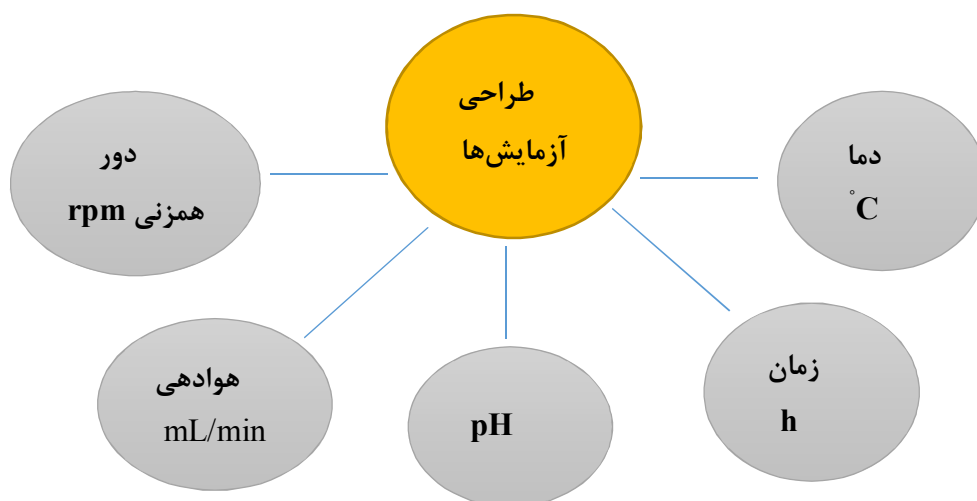 طراحی
آزمایش‌ها
دما
°C
دور
همزنی rpm
زمان
h
هوادهی
mL/min
pH